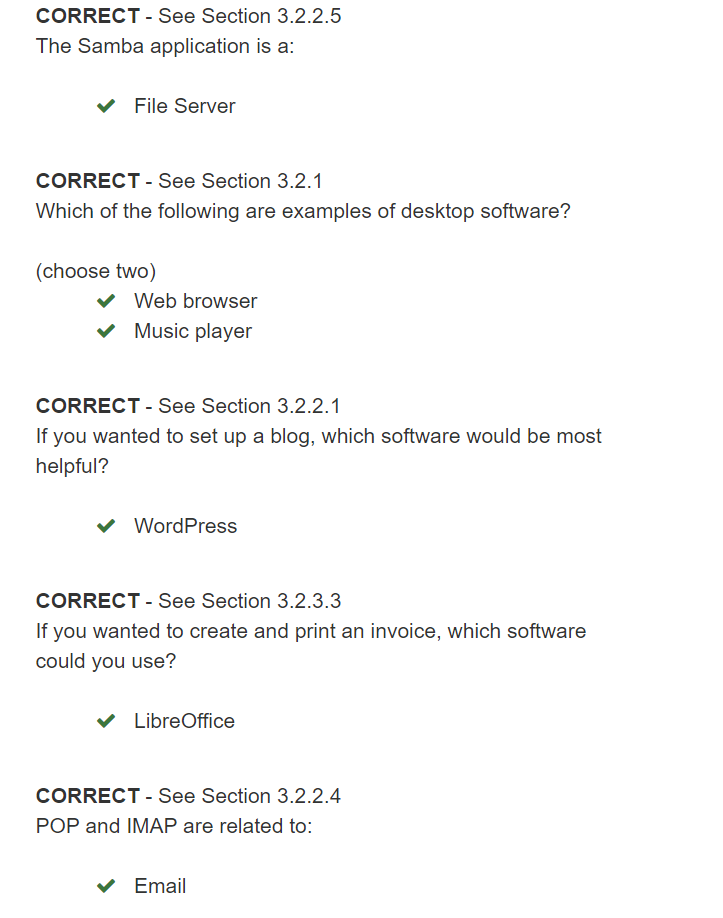 CORRECT - See Section 3.2.2.5
The Samba application is a:
File Server
CORRECT - See Section 3.2.1
Which of the following are examples of desktop software?
(choose two)
Web browser
Music player
CORRECT - See Section 3.2.2.1
If you wanted to set up a blog, which software would be most
helpful?
WordPress
CORRECT - See Section 3.2.3.3
If you wanted to create and print an invoice, which software
could you use?
LibreOffice
CORRECT - See Section 3.2.2.4
POP and IMAP are related to:
Email